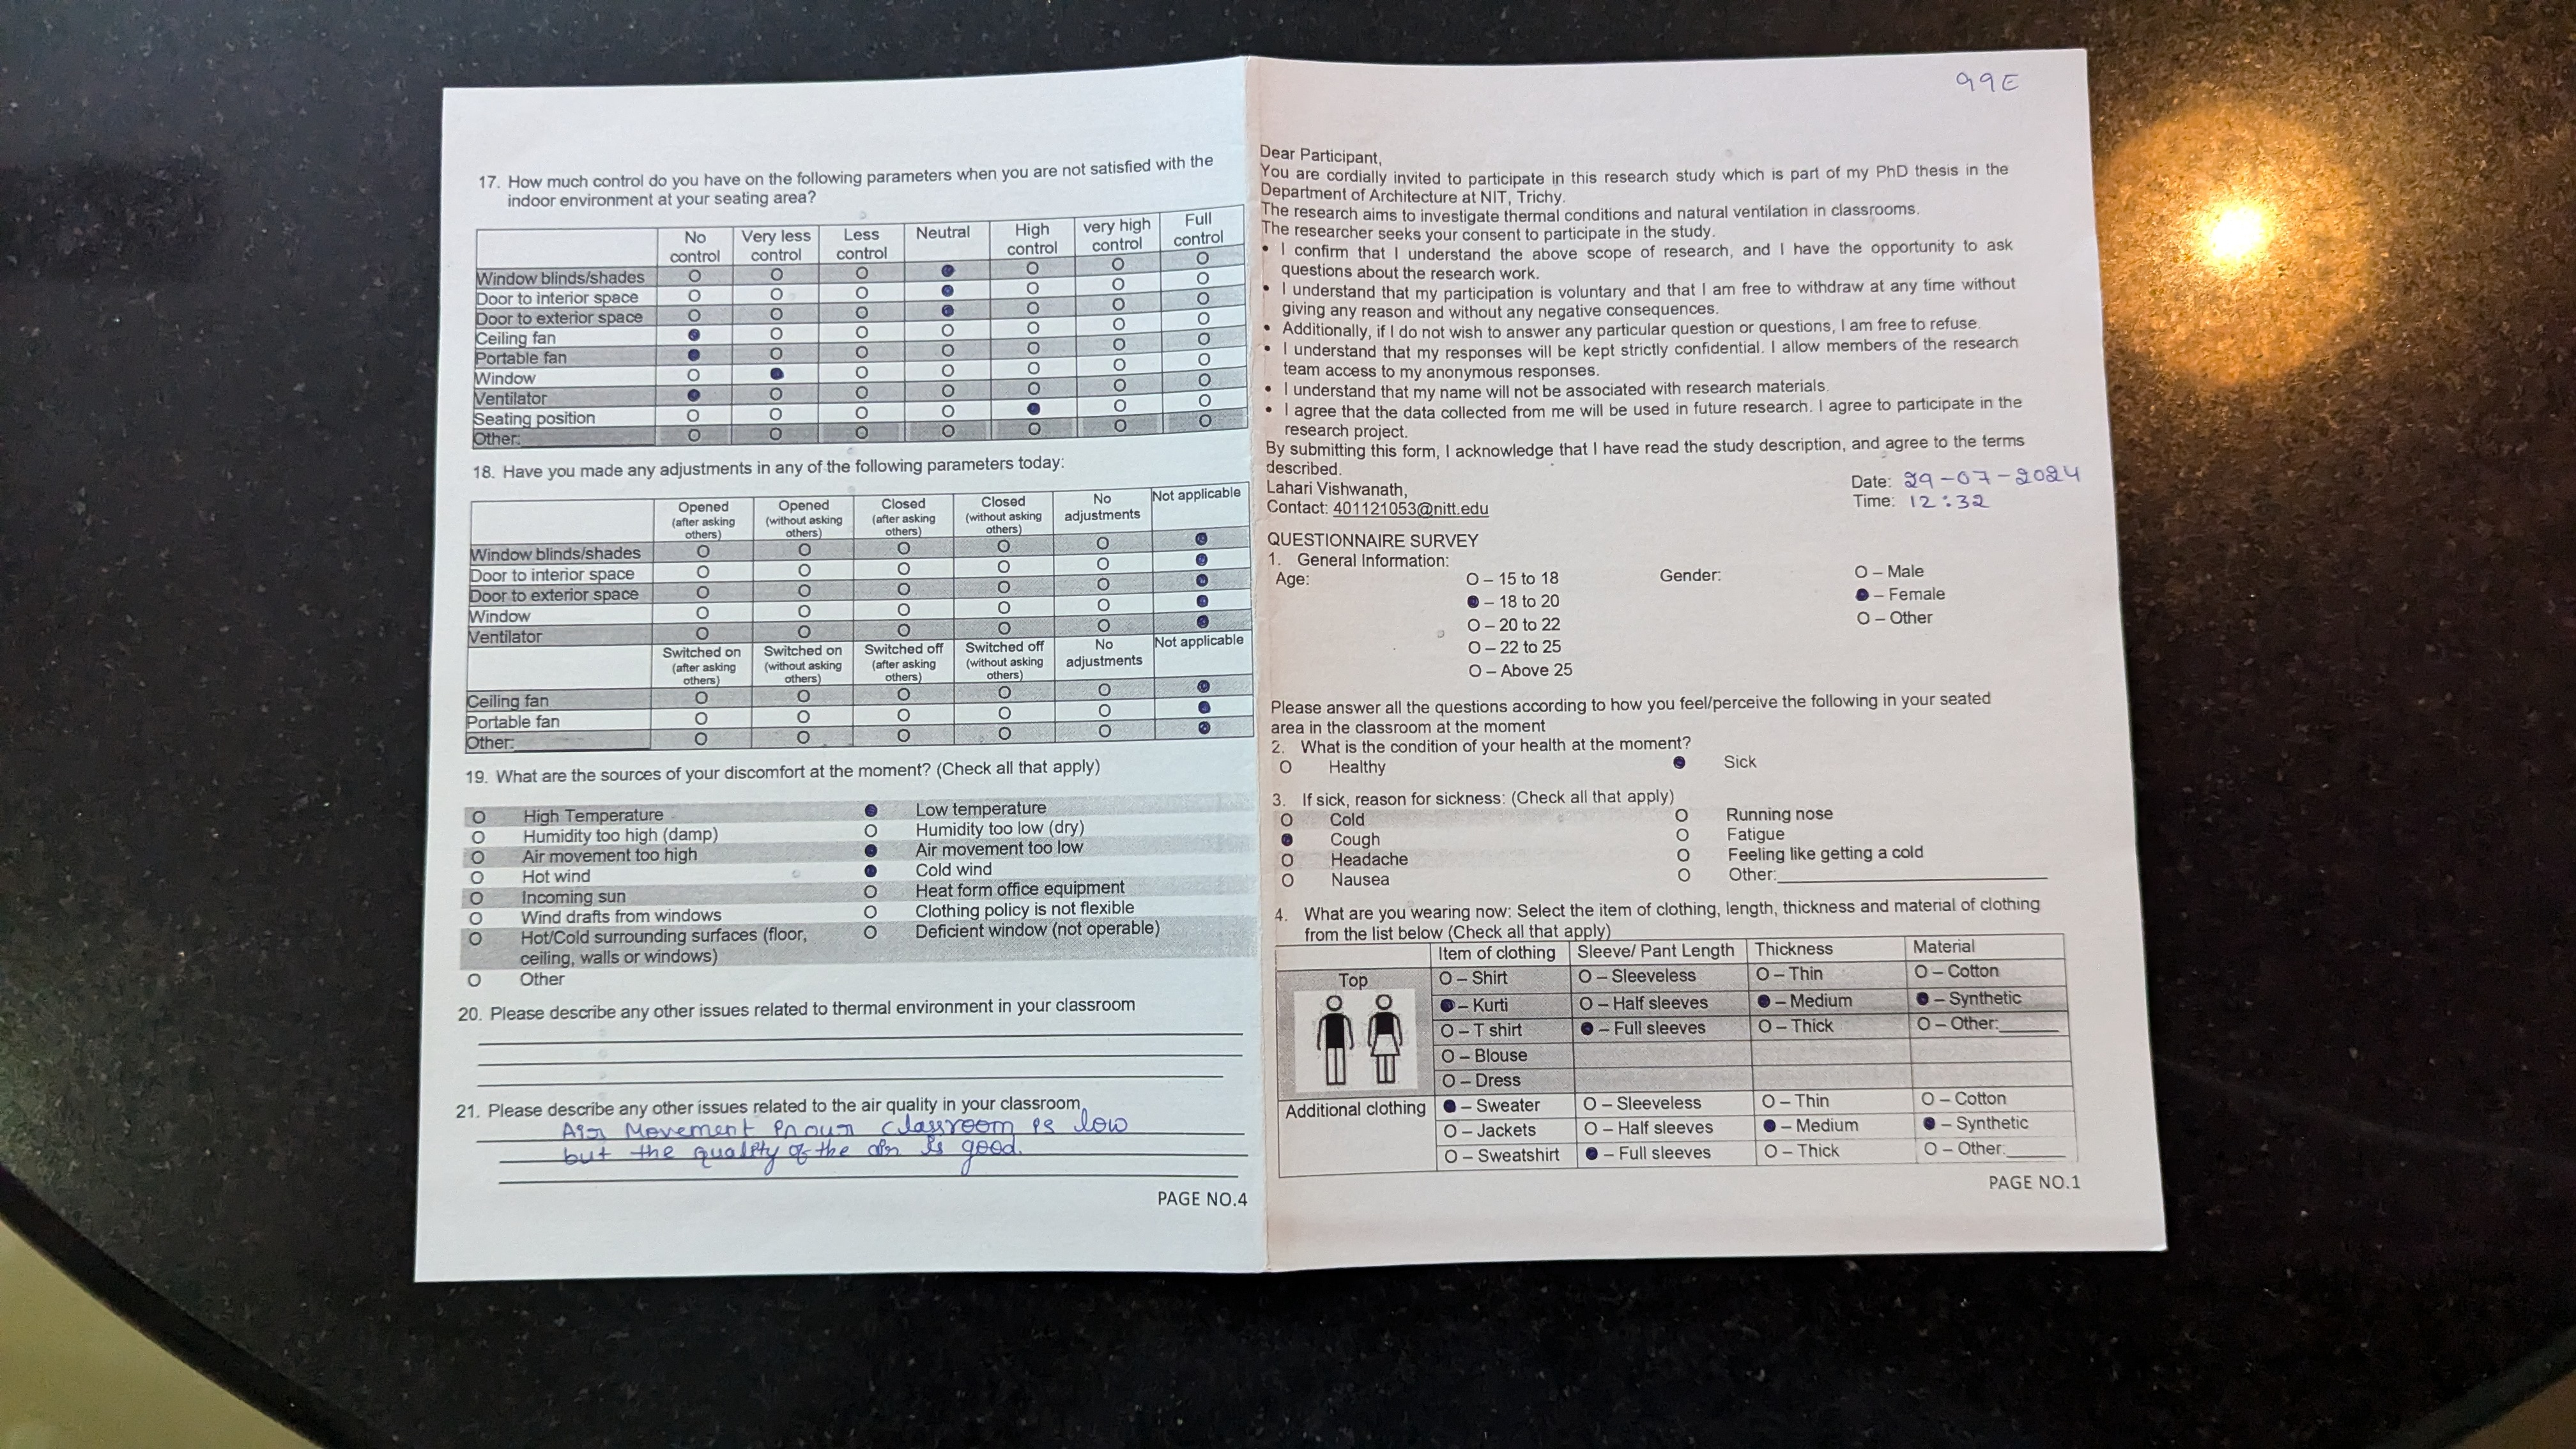 17. How much control do you have on the following parameters when you are not satisfied with the
indoor environment at your seating area?
No control Very less control Less control Neutral High control very high control Full control
Window blinds/shades O O O ● O O O
Door to interior space O O O ● O O O
Door to exterior space O O O ● O O O
Ceiling fan ● O O O O O O
Portable fan ● O O O O O O
Window O ● O O O O O
Ventilator ● O O O O O O
Seating position O O O O ● O O
Other: O O O O O O O
18. Have you made any adjustments in any of the following parameters today:
Opened (after asking others) Opened (without asking others) Closed (after asking others) Closed (without asking others) No adjustments Not applicable
Window blinds/shades O O O O O ●
Door to interior space O O O O O ●
Door to exterior space O O O O O ●
Window O O O O O ●
Ventilator O O O O O ●
Switched on (after asking others) Switched on (without asking others) Switched off (after asking others) Switched off (without asking others) No adjustments Not applicable
Ceiling fan O O O O O ●
Portable fan O O O O O ●
Other: O O O O O ●
19. What are the sources of your discomfort at the moment? (Check all that apply)
O High Temperature ● Low temperature
O Humidity too high (damp) O Humidity too low (dry)
O Air movement too high ● Air movement too low
O Hot wind ● Cold wind
O Incoming sun O Heat form office equipment
O Wind drafts from windows O Clothing policy is not flexible
O Hot/Cold surrounding surfaces (floor, O Deficient window (not operable)
ceiling, walls or windows)
O Other
20. Please describe any other issues related to thermal environment in your classroom
21. Please describe any other issues related to the air quality in your classroom
Air Movement in our classroom is low
but the quality of the air is good.
PAGE NO.4
99E
Dear Participant,
You are cordially invited to participate in this research study which is part of my PhD thesis in the
Department of Architecture at NIT, Trichy.
The research aims to investigate thermal conditions and natural ventilation in classrooms.
The researcher seeks your consent to participate in the study.
• I confirm that I understand the above scope of research, and I have the opportunity to ask
questions about the research work.
• I understand that my participation is voluntary and that I am free to withdraw at any time without
giving any reason and without any negative consequences.
• Additionally, if I do not wish to answer any particular question or questions, I am free to refuse.
• I understand that my responses will be kept strictly confidential. I allow members of the research
team access to my anonymous responses.
• I understand that my name will not be associated with research materials.
• I agree that the data collected from me will be used in future research. I agree to participate in the
research project.
By submitting this form, I acknowledge that I have read the study description, and agree to the terms
described.
Lahari Vishwanath,
Contact: 401121053@nitt.edu
Date: 29-07-2024
Time: 12:32
QUESTIONNAIRE SURVEY
1. General Information:
Age: O – 15 to 18 Gender: O – Male
● – 18 to 20 ● – Female
O – 20 to 22 O – Other
O – 22 to 25
O – Above 25
Please answer all the questions according to how you feel/perceive the following in your seated
area in the classroom at the moment
2. What is the condition of your health at the moment?
O Healthy ● Sick
3. If sick, reason for sickness: (Check all that apply)
O Cold O Running nose
● Cough O Fatigue
O Headache O Feeling like getting a cold
O Nausea O Other:
4. What are you wearing now: Select the item of clothing, length, thickness and material of clothing
from the list below (Check all that apply)
Item of clothing Sleeve/ Pant Length Thickness Material
Top O – Shirt O – Sleeveless O – Thin O – Cotton
● – Kurti O – Half sleeves ● – Medium ● – Synthetic
O – T shirt ● – Full sleeves O – Thick O – Other:
O – Blouse
O – Dress
Additional clothing ● – Sweater O – Sleeveless O – Thin O – Cotton
O – Jackets O – Half sleeves ● – Medium ● – Synthetic
O – Sweatshirt ● – Full sleeves O – Thick O – Other:
PAGE NO.1